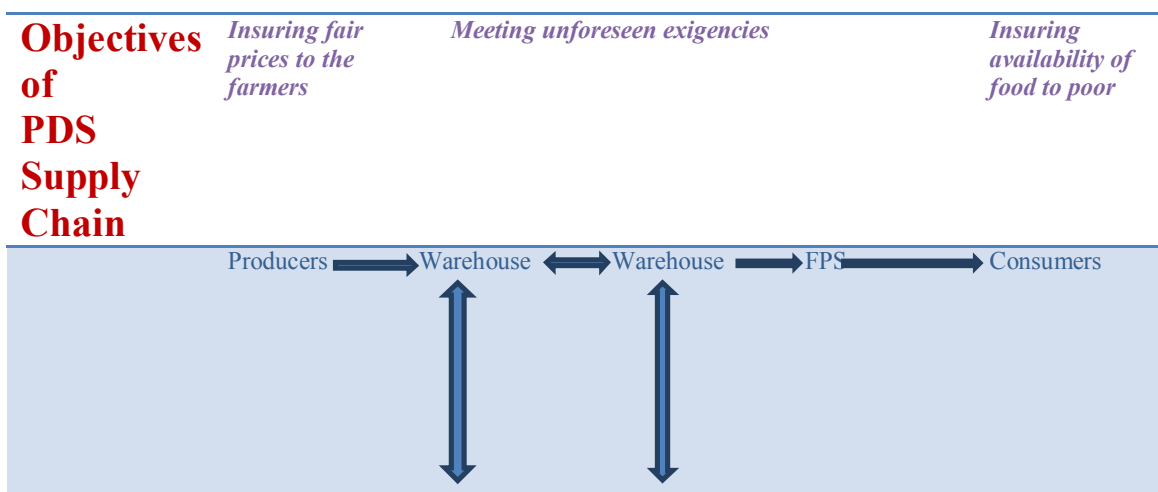 Objectives
of
PDS
Supply
Chain
Insuring fair
prices to the
farmers
Meeting unforeseen exigencies
Insuring
availability of
food to poor
Producers Warehouse Warehouse FPS Consumers